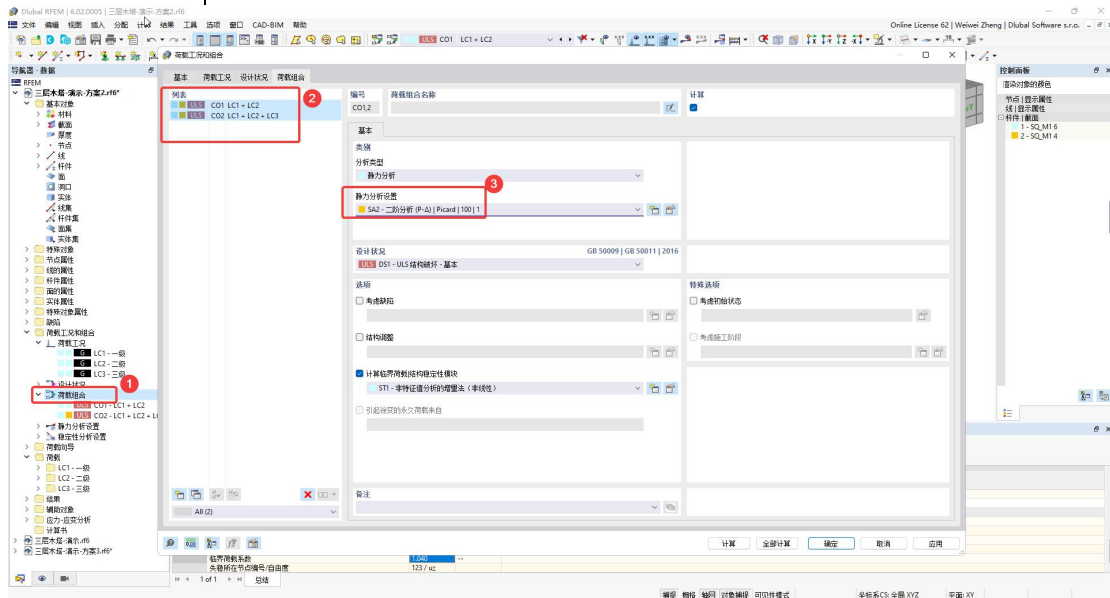 Dlubal RFEM | 6.02.0005 | 三层木塔-演示-方案2.rf6*
文件 编辑 视图 插入 分配 计算 结果 工具 选项 窗口 CAD-BIM 帮助
Online License 62 | Weiwei Zheng | Dlubal Software s.r.o.
ULS CO1 LC1 + LC2
导航器 - 数据
RFEM
三层木塔-演示-方案2.rf6*
基本对象
材料
截面
厚度
节点
线
杆件
面
洞口
实体
线集
杆件集
面集
实体集
特殊对象
节点属性
线的属性
杆件属性
面的属性
实体属性
特殊对象属性
缺陷
荷载工况和组合
荷载工况
G LC1 - 一级
G LC2 - 二级
G LC3 - 三级
设计状况
1
荷载组合
ULS CO1 - LC1 + LC2
ULS CO2 - LC1 + LC2 + L
静力分析设置
稳定性分析设置
荷载向导
荷载
LC1 - 一级
LC2 - 二级
LC3 - 三级
结果
辅助对象
应力-应变分析
计算书
三层木塔-演示.rf6
三层木塔-演示-方案3.rf6*
荷载工况和组合
基本 荷载工况 设计状况 荷载组合
列表
2
ULS CO1 LC1 + LC2
ULS CO2 LC1 + LC2 + LC3
All (2)
编号
CO1,2
荷载组合名称
计算
基本
类别
分析类型
静力分析
3
静力分析设置
SA2 - 二阶分析 (P-Δ) | Picard | 100 | 1
设计状况
GB 50009 | GB 50011 | 2016
ULS DS1 - ULS 结构破坏 - 基本
选项
考虑缺陷
结构调整
计算临界荷载|结构稳定性模块
ST1 - 非特征值分析的增量法（非线性）
引起徐变的永久荷载来自
特殊选项
考虑初始状态
考虑施工阶段
备注
计算 全部计算 确定 取消 应用
控制面板
渲染对象的颜色
节点 | 显示属性
线 | 显示属性
杆件 | 截面
1 - SQ_M1 6
2 - SQ_M1 4
临界荷载系数 1.040 --
失稳所在节点编号/自由度 123 / uz
1 of 1 总结
捕捉 栅格 轴网 对象捕捉 可见性模式
坐标系CS: 全局 XYZ
平面: XY